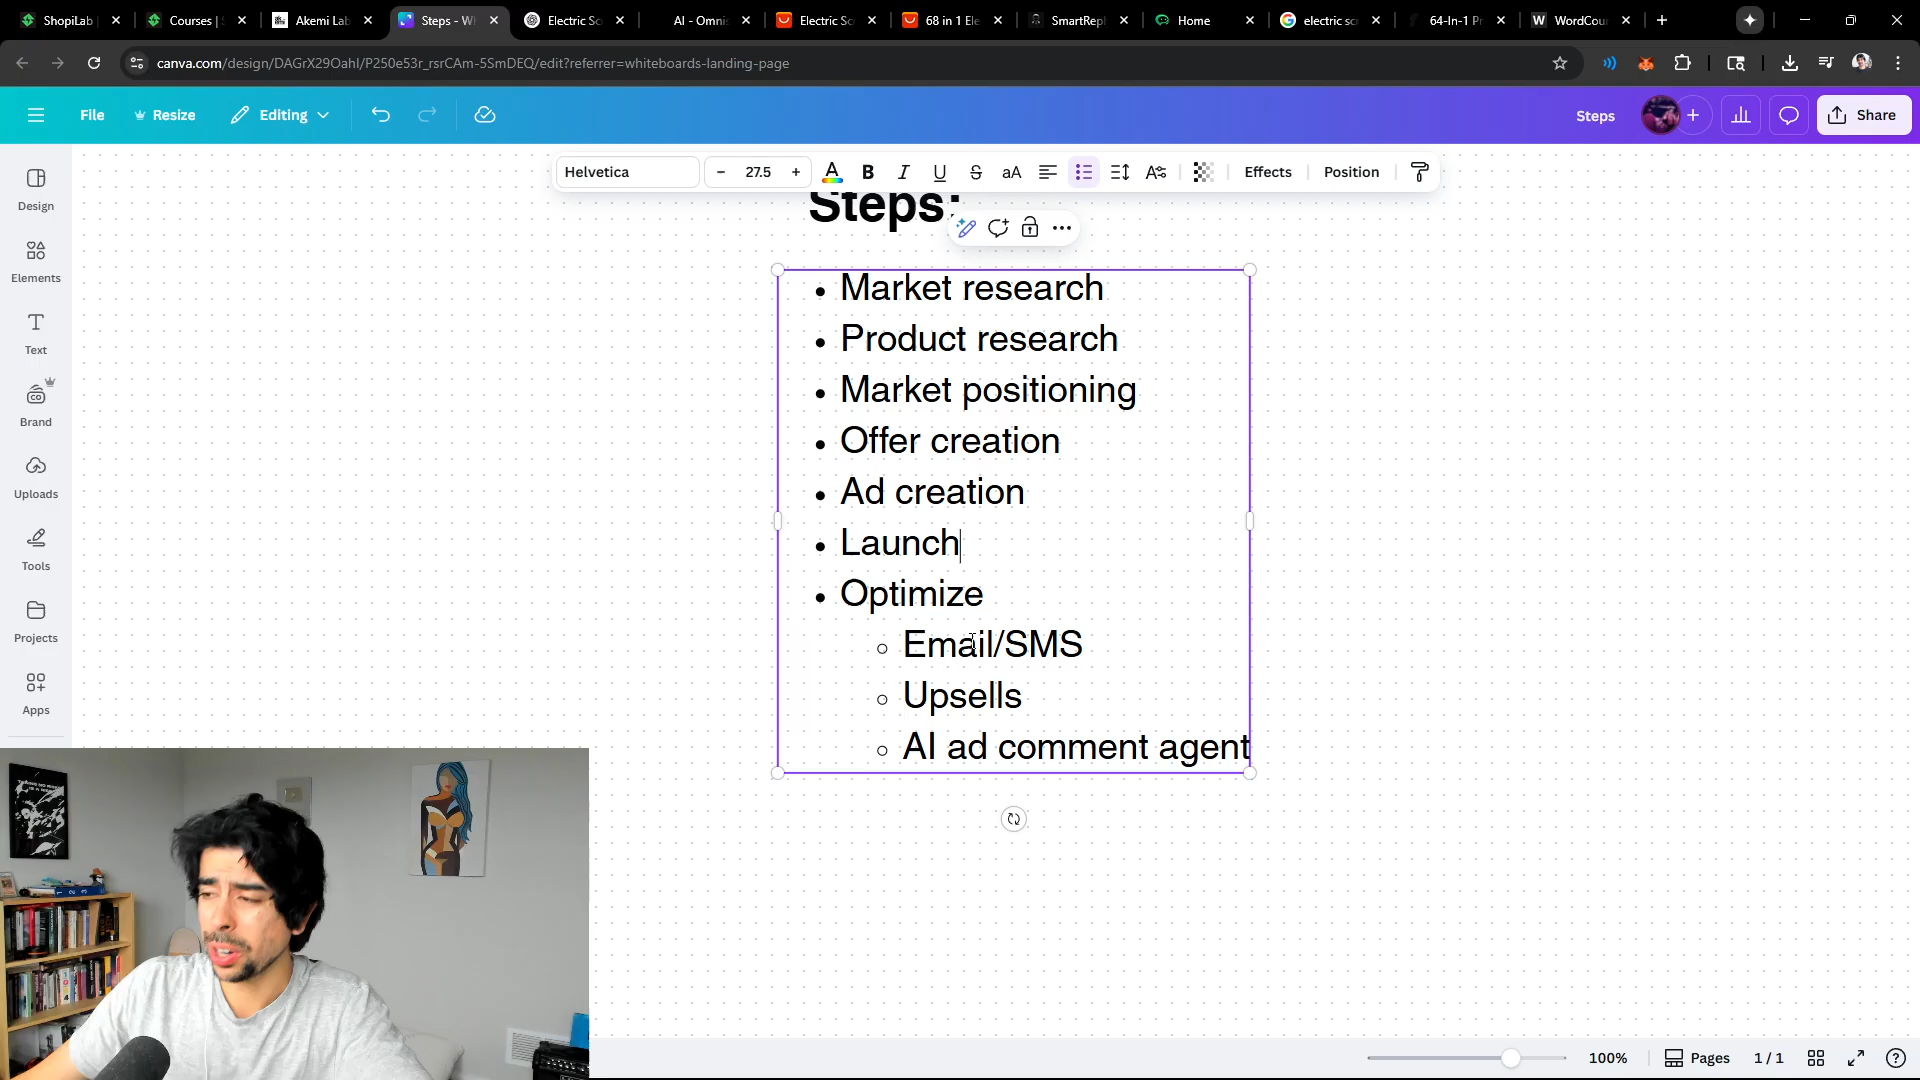 ShopiLab
Courses |
Akemi Lab
Steps - W
Electric Sc
AI - Omni
Electric Sc
68 in 1 Ele
SmartRepl
Home
electric sc
64-In-1 Pr
WordCou
canva.com/design/DAGrX29OahI/P250e53r_rsrCAm-5SmDEQ/edit?referrer=whiteboards-landing-page
File
Resize
Editing
Steps
Share
Helvetica
- 27.5 +
A B I U S aA
Effects
Position
Design
Elements
Text
Brand
Uploads
Tools
Projects
Apps
Steps:
• Market research
• Product research
• Market positioning
• Offer creation
• Ad creation
• Launch
• Optimize
○ Email/SMS
○ Upsells
○ AI ad comment agent
100%
Pages
1 / 1